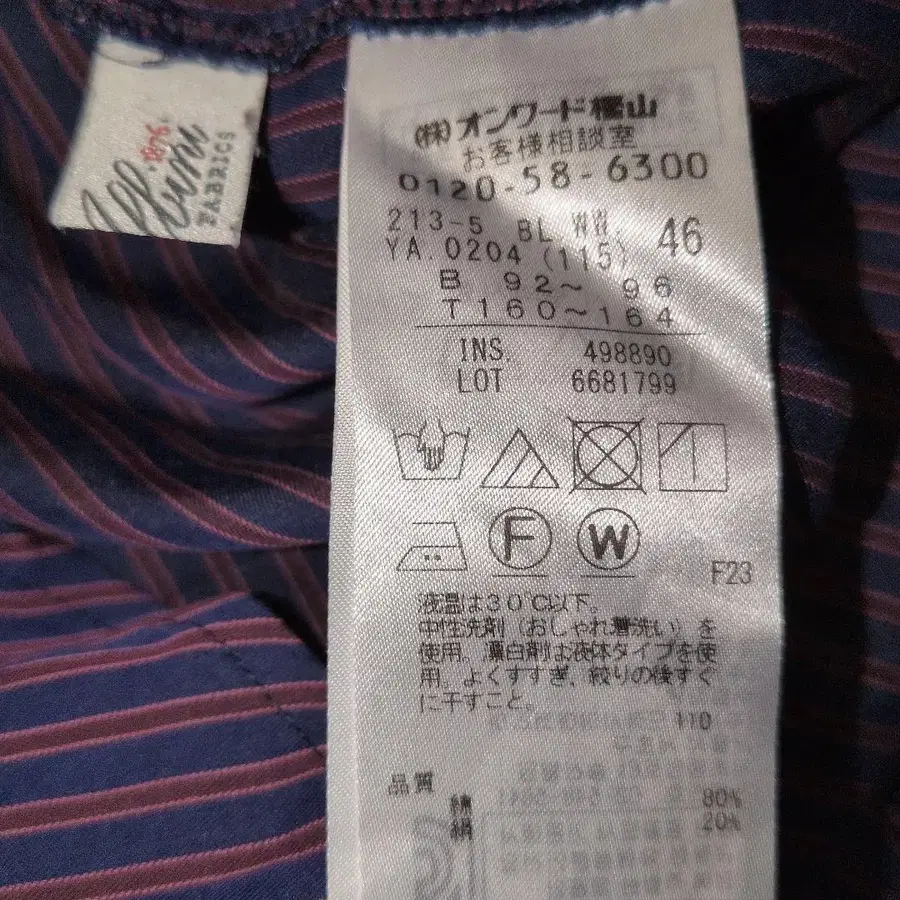 1876.
FABRICS
(株)オンワード樫山
お客様相談室
0120-58-6300
213-5 BL.WW. 46
YA.0204 (115)
B 92~ 96
T160~164
INS. 498890
LOT 6681799
F
W
F23
液温は30℃以下。
中性洗剤(おしゃれ着洗い)を
使用。漂白剤は液体タイプを使
用。よくすすぎ、絞りの後すぐ
に干すこと。
110
品質
綿 80%
絹 20%